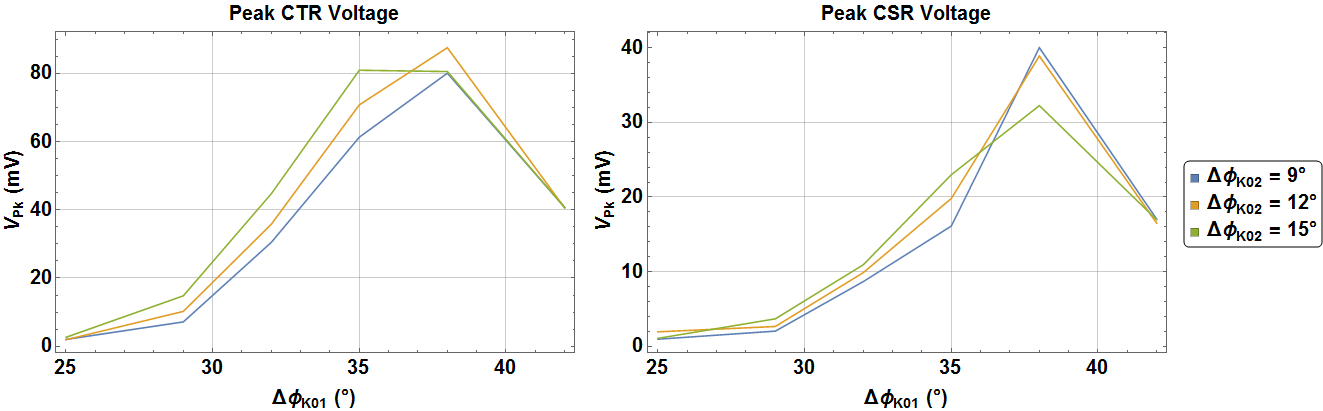 Peak CTR Voltage
80
60
40
20
0
25 30 35 40
V_Pk (mV)
Δϕ_K01 (°)
Peak CSR Voltage
40
30
20
10
0
25 30 35 40
V_Pk (mV)
Δϕ_K01 (°)
Δϕ_K02 = 9°
Δϕ_K02 = 12°
Δϕ_K02 = 15°